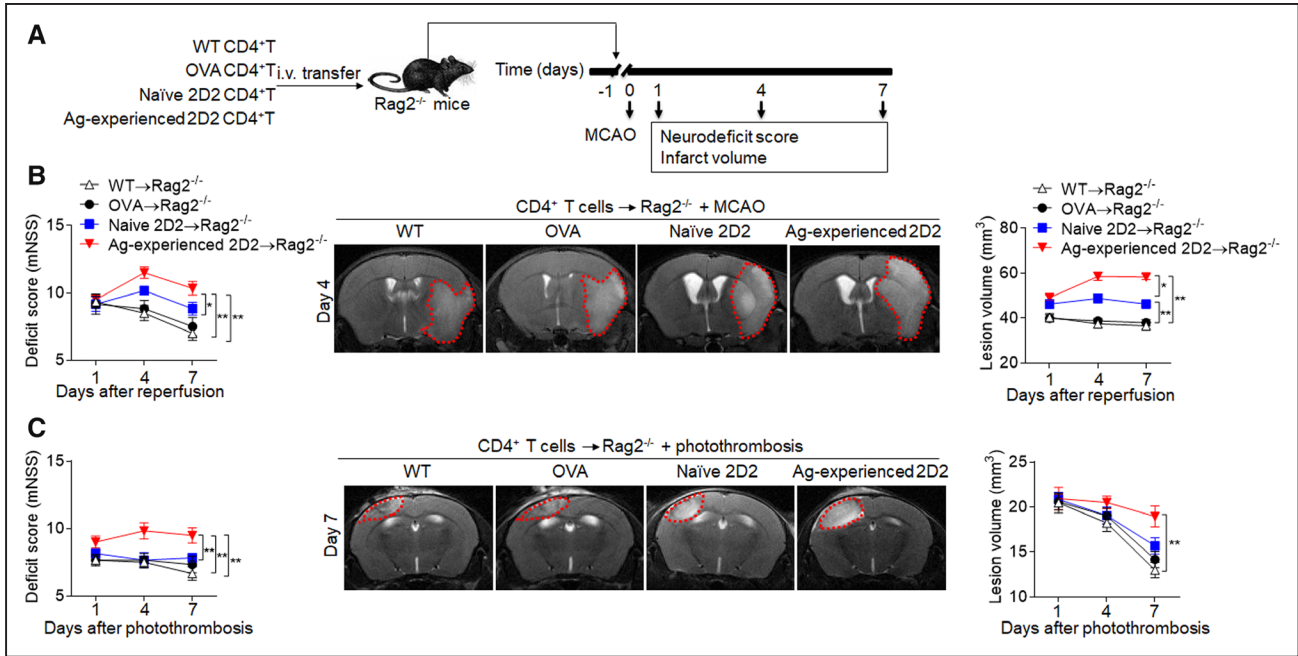 A
WT CD4⁺T
OVA CD4⁺T
Naïve 2D2 CD4⁺T
Ag-experienced 2D2 CD4⁺T
i.v. transfer
Rag2⁻/⁻ mice
Time (days)
-1 0 1 4 7
MCAO
Neurodeficit score
Infarct volume
B
WT→Rag2⁻/⁻
OVA→Rag2⁻/⁻
Naive 2D2→Rag2⁻/⁻
Ag-experienced 2D2→Rag2⁻/⁻
Deficit score (mNSS)
15
10
5
* ** **
1 4 7
Days after reperfusion
CD4⁺ T cells → Rag2⁻/⁻ + MCAO
WT OVA Naïve 2D2 Ag-experienced 2D2
Day 4
WT→Rag2⁻/⁻
OVA→Rag2⁻/⁻
Naive 2D2→Rag2⁻/⁻
Ag-experienced 2D2→Rag2⁻/⁻
Lesion volume (mm³)
80
60
40
20
* ** **
1 4 7
Days after reperfusion
C
Deficit score (mNSS)
15
10
5
** ** **
1 4 7
Days after photothrombosis
CD4⁺ T cells → Rag2⁻/⁻ + photothrombosis
WT OVA Naïve 2D2 Ag-experienced 2D2
Day 7
Lesion volume (mm³)
25
20
15
10
**
1 4 7
Days after photothrombosis